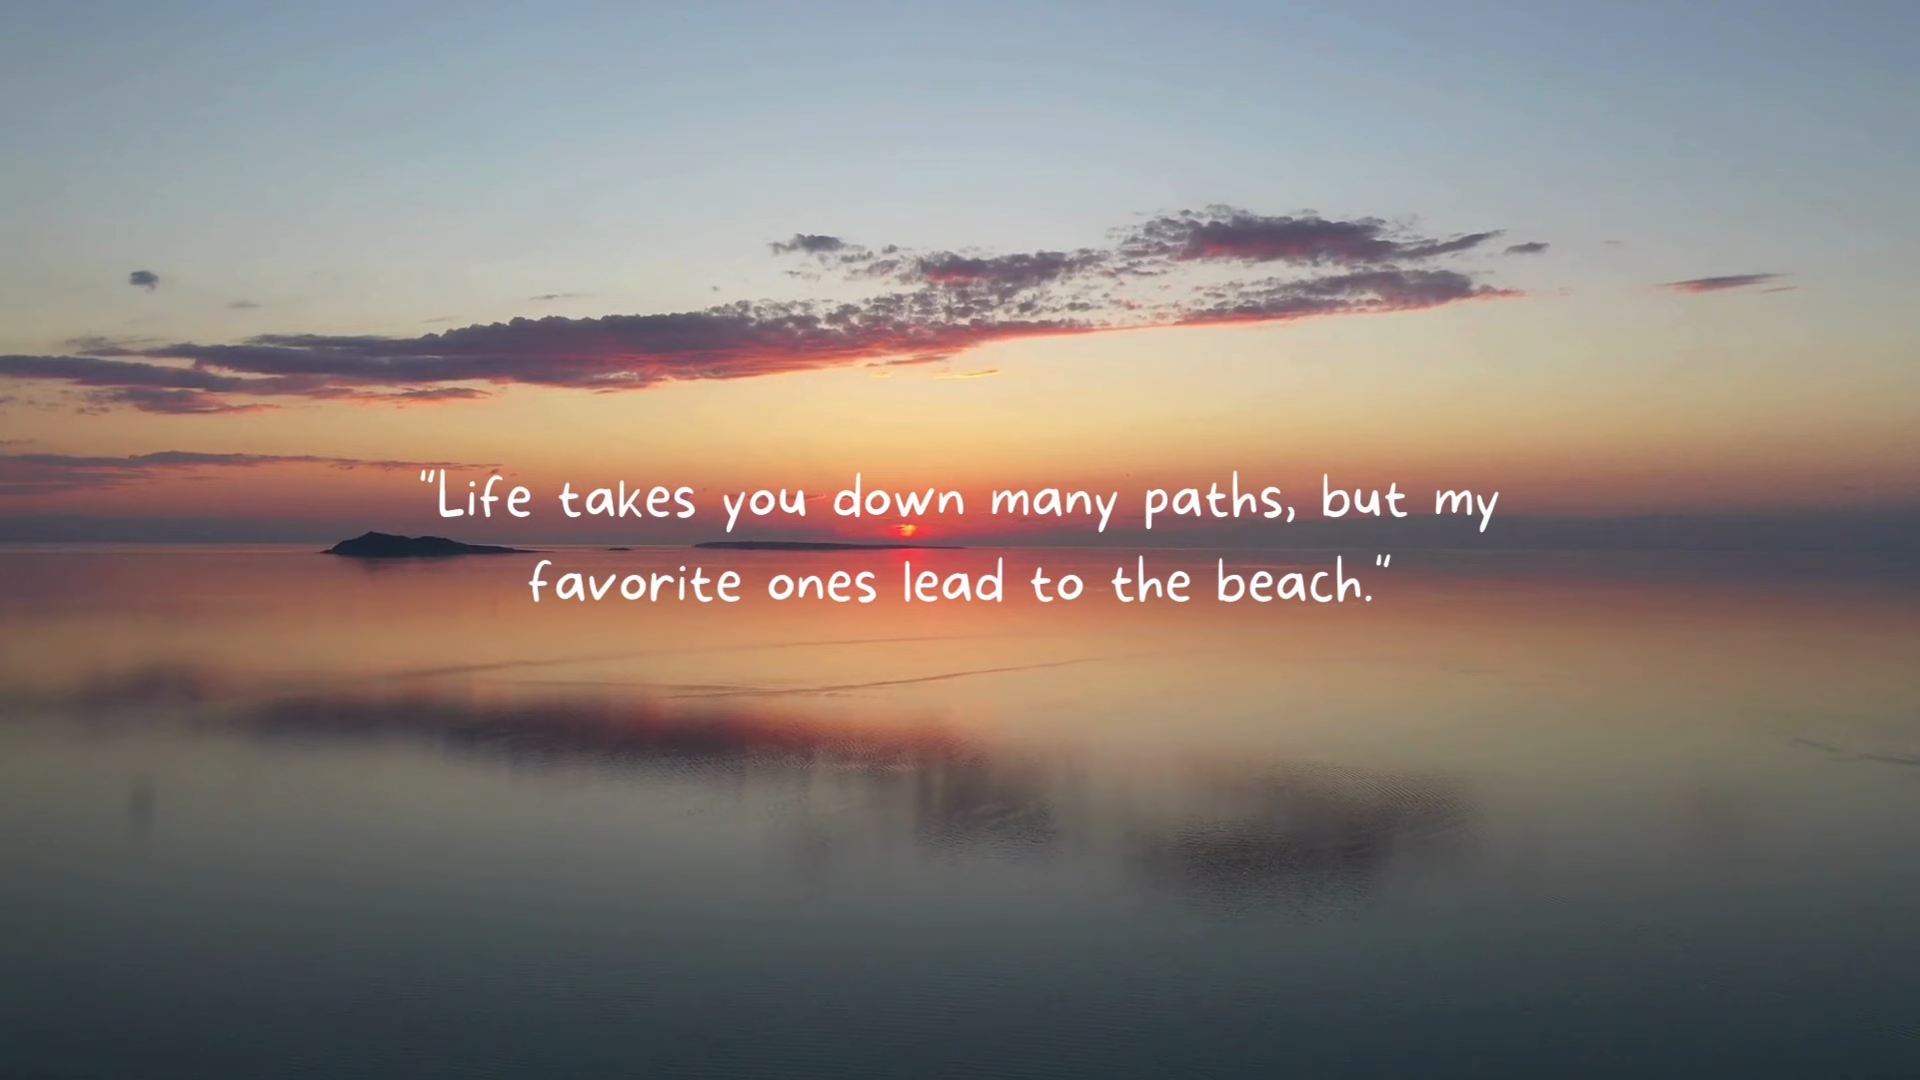 "Life takes you down many paths, but my
favorite ones lead to the beach."